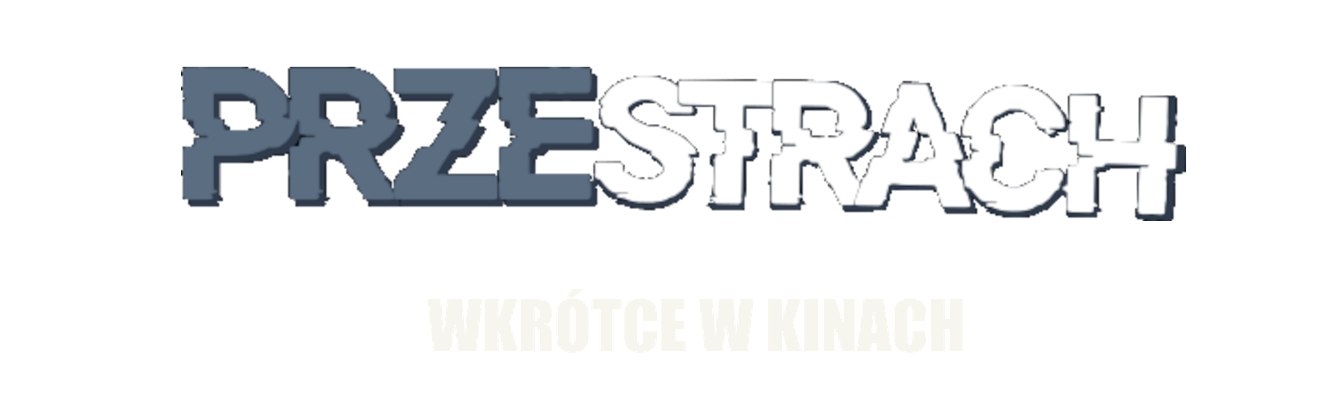 PRZESTRACH
WKRÓTCE W KINACH